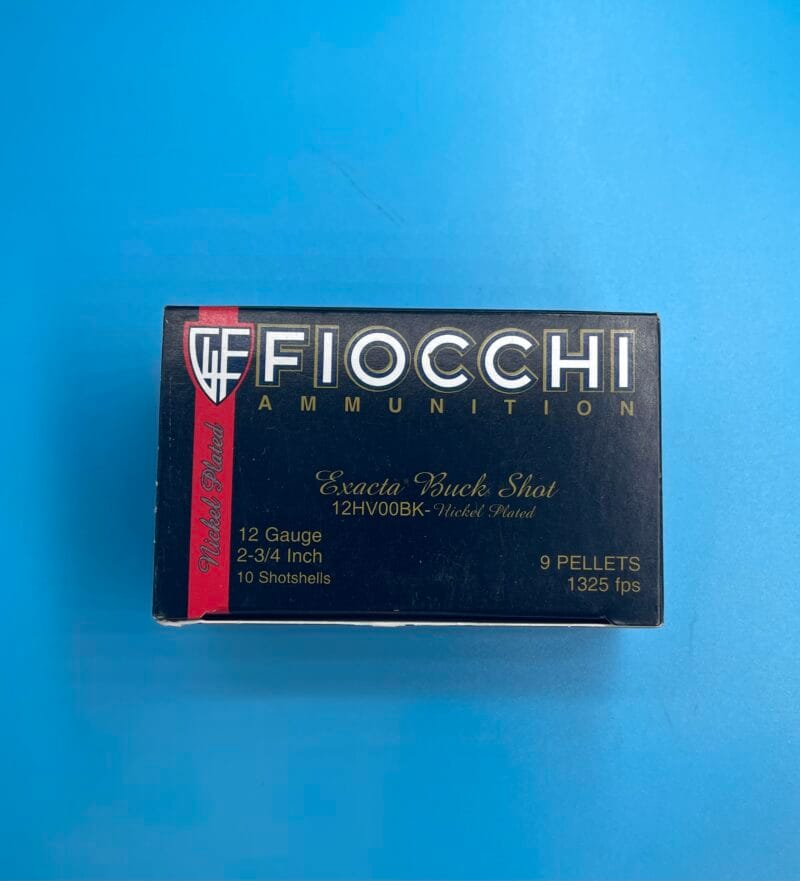 GFL
FIOCCHI
AMMUNITION
Nickel Plated
Exacta Buck Shot
12HV00BK-Nickel Plated
12 Gauge
2-3/4 Inch
10 Shotshells
9 PELLETS
1325 fps